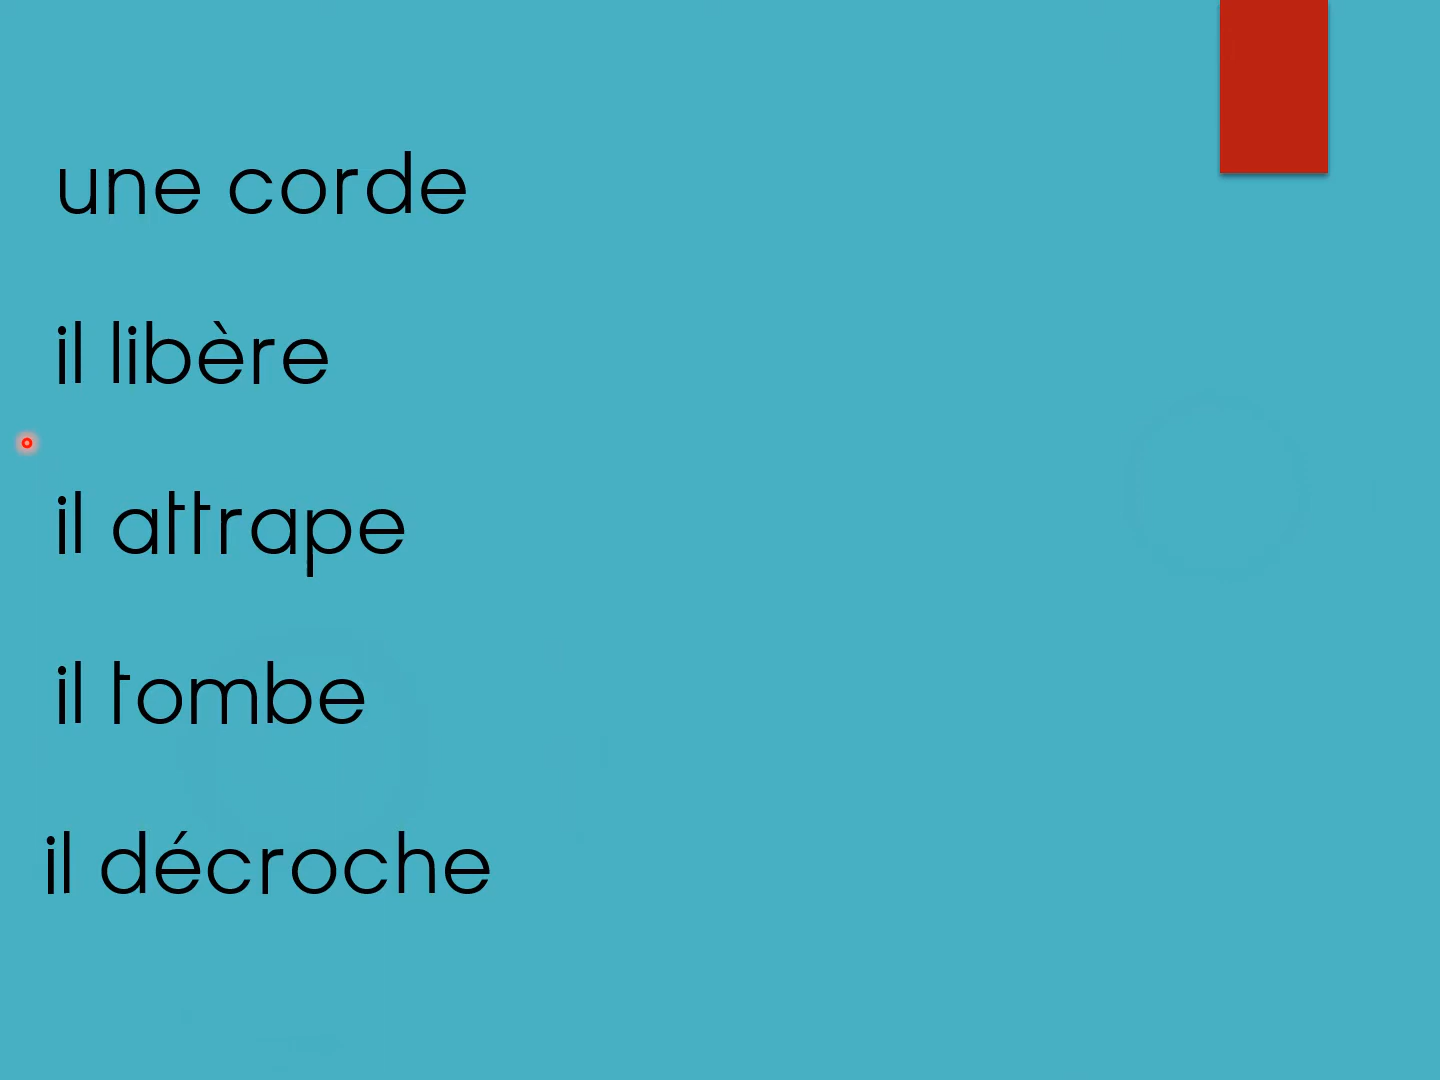 une corde
il libère
il attrape
il tombe
il décroche